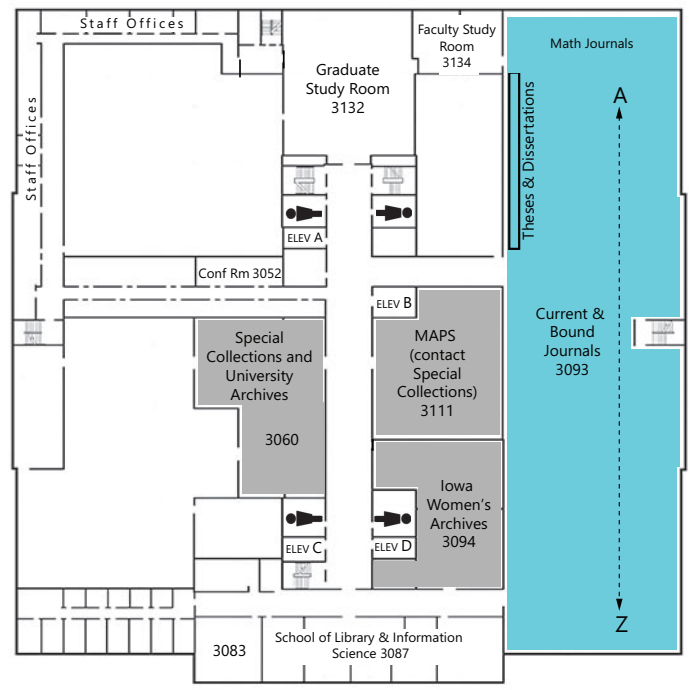 Staff Offices
Faculty Study
Room
3134
Math Journals
Graduate
Study Room
3132
A
Staff Offices
Theses & Dissertations
ELEV A
Conf Rm 3052
ELEV B
Current &
Bound
Journals
3093
Special
Collections and
University
Archives
3060
MAPS
(contact
Special
Collections)
3111
Iowa
Women's
Archives
3094
ELEV C
ELEV D
Z
3083
School of Library & Information
Science 3087